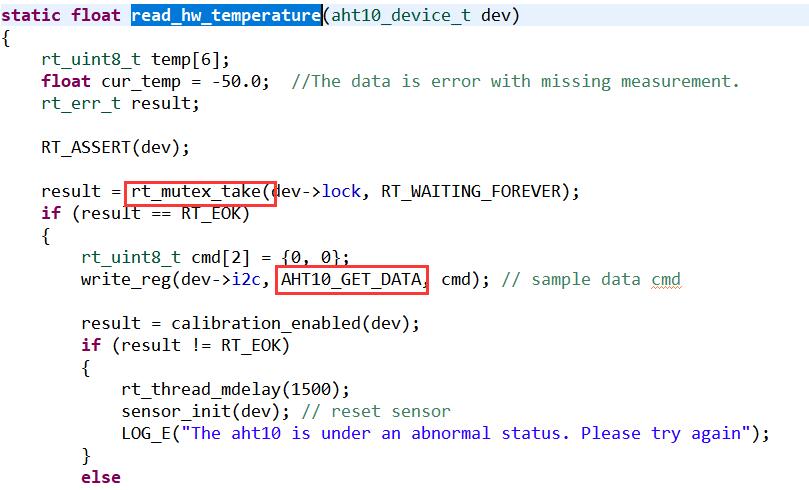 static float read_hw_temperature(aht10_device_t dev)
{
    rt_uint8_t temp[6];
    float cur_temp = -50.0;  //The data is error with missing measurement.
    rt_err_t result;

    RT_ASSERT(dev);

    result = rt_mutex_take(dev->lock, RT_WAITING_FOREVER);
    if (result == RT_EOK)
    {
        rt_uint8_t cmd[2] = {0, 0};
        write_reg(dev->i2c, AHT10_GET_DATA, cmd); // sample data cmd

        result = calibration_enabled(dev);
        if (result != RT_EOK)
        {
            rt_thread_mdelay(1500);
            sensor_init(dev); // reset sensor
            LOG_E("The aht10 is under an abnormal status. Please try again");
        }
        else